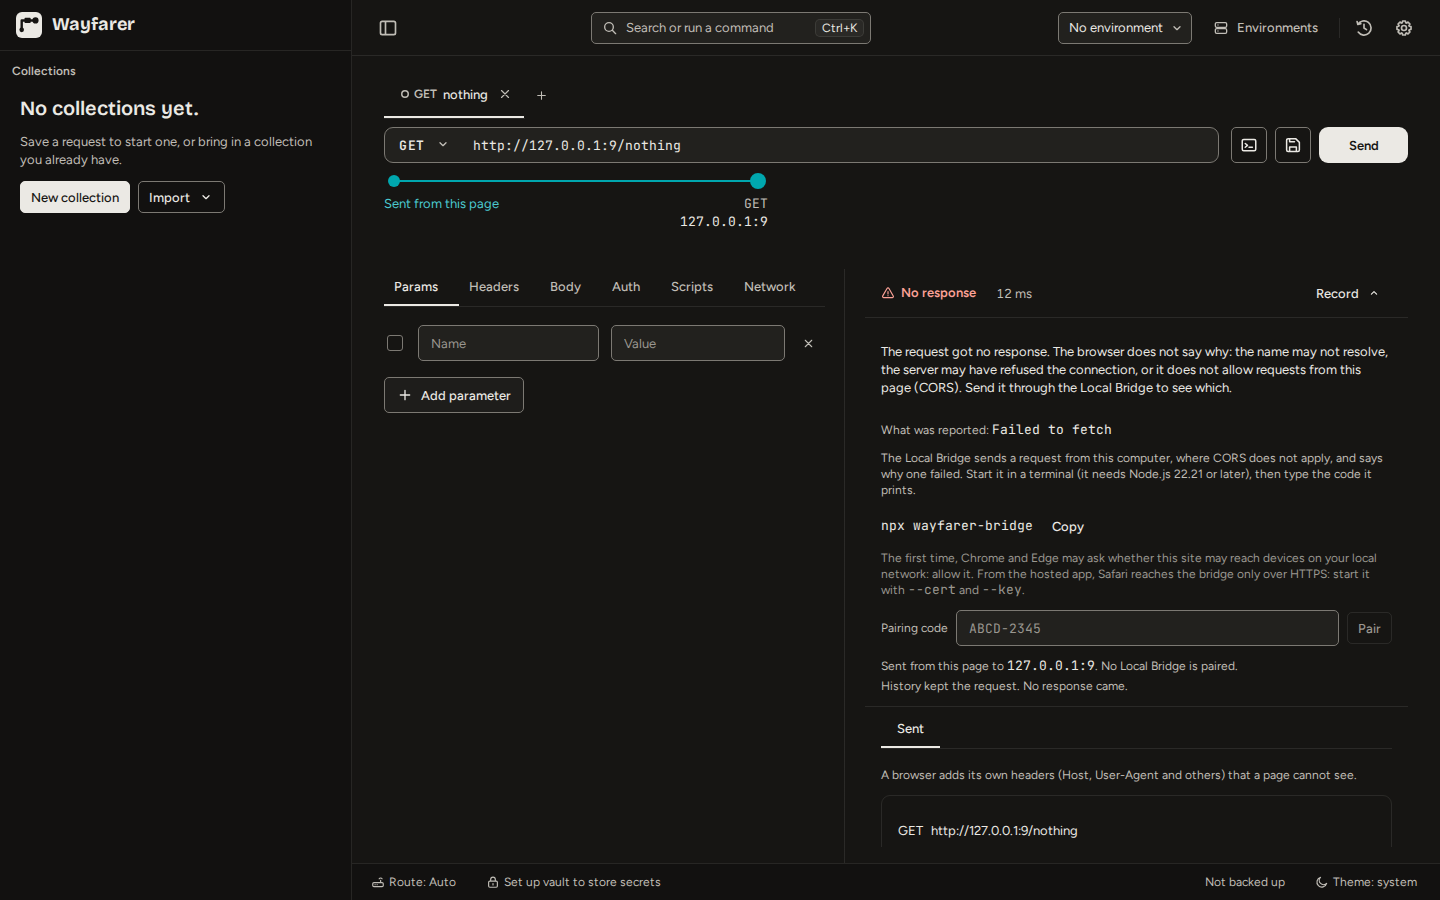 Wayfarer
Search or run a command Ctrl+K
No environment
Environments
Collections
No collections yet.
Save a request to start one, or bring in a collection
you already have.
New collection
Import
GET nothing
GET http://127.0.0.1:9/nothing
Send
Sent from this page
GET
127.0.0.1:9
Params Headers Body Auth Scripts Network
Name
Value
Add parameter
No response 12 ms
Record
The request got no response. The browser does not say why: the name may not resolve,
the server may have refused the connection, or it does not allow requests from this
page (CORS). Send it through the Local Bridge to see which.
What was reported: Failed to fetch
The Local Bridge sends a request from this computer, where CORS does not apply, and says
why one failed. Start it in a terminal (it needs Node.js 22.21 or later), then type the code it
prints.
npx wayfarer-bridge Copy
The first time, Chrome and Edge may ask whether this site may reach devices on your local
network: allow it. From the hosted app, Safari reaches the bridge only over HTTPS: start it
with --cert and --key.
Pairing code ABCD-2345 Pair
Sent from this page to 127.0.0.1:9. No Local Bridge is paired.
History kept the request. No response came.
Sent
A browser adds its own headers (Host, User-Agent and others) that a page cannot see.
GET http://127.0.0.1:9/nothing
Route: Auto
Set up vault to store secrets
Not backed up
Theme: system